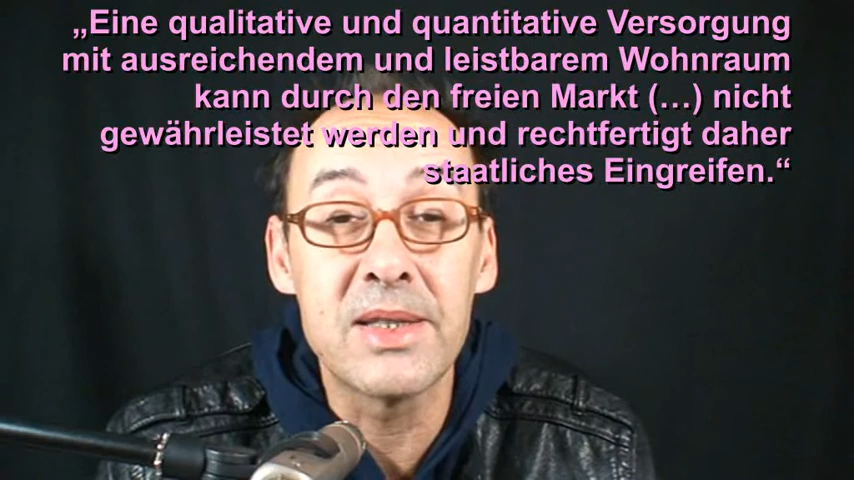 „Eine qualitative und quantitative Versorgung
mit ausreichendem und leistbarem Wohnraum
kann durch den freien Markt (…) nicht
gewährleistet werden und rechtfertigt daher
staatliches Eingreifen.“